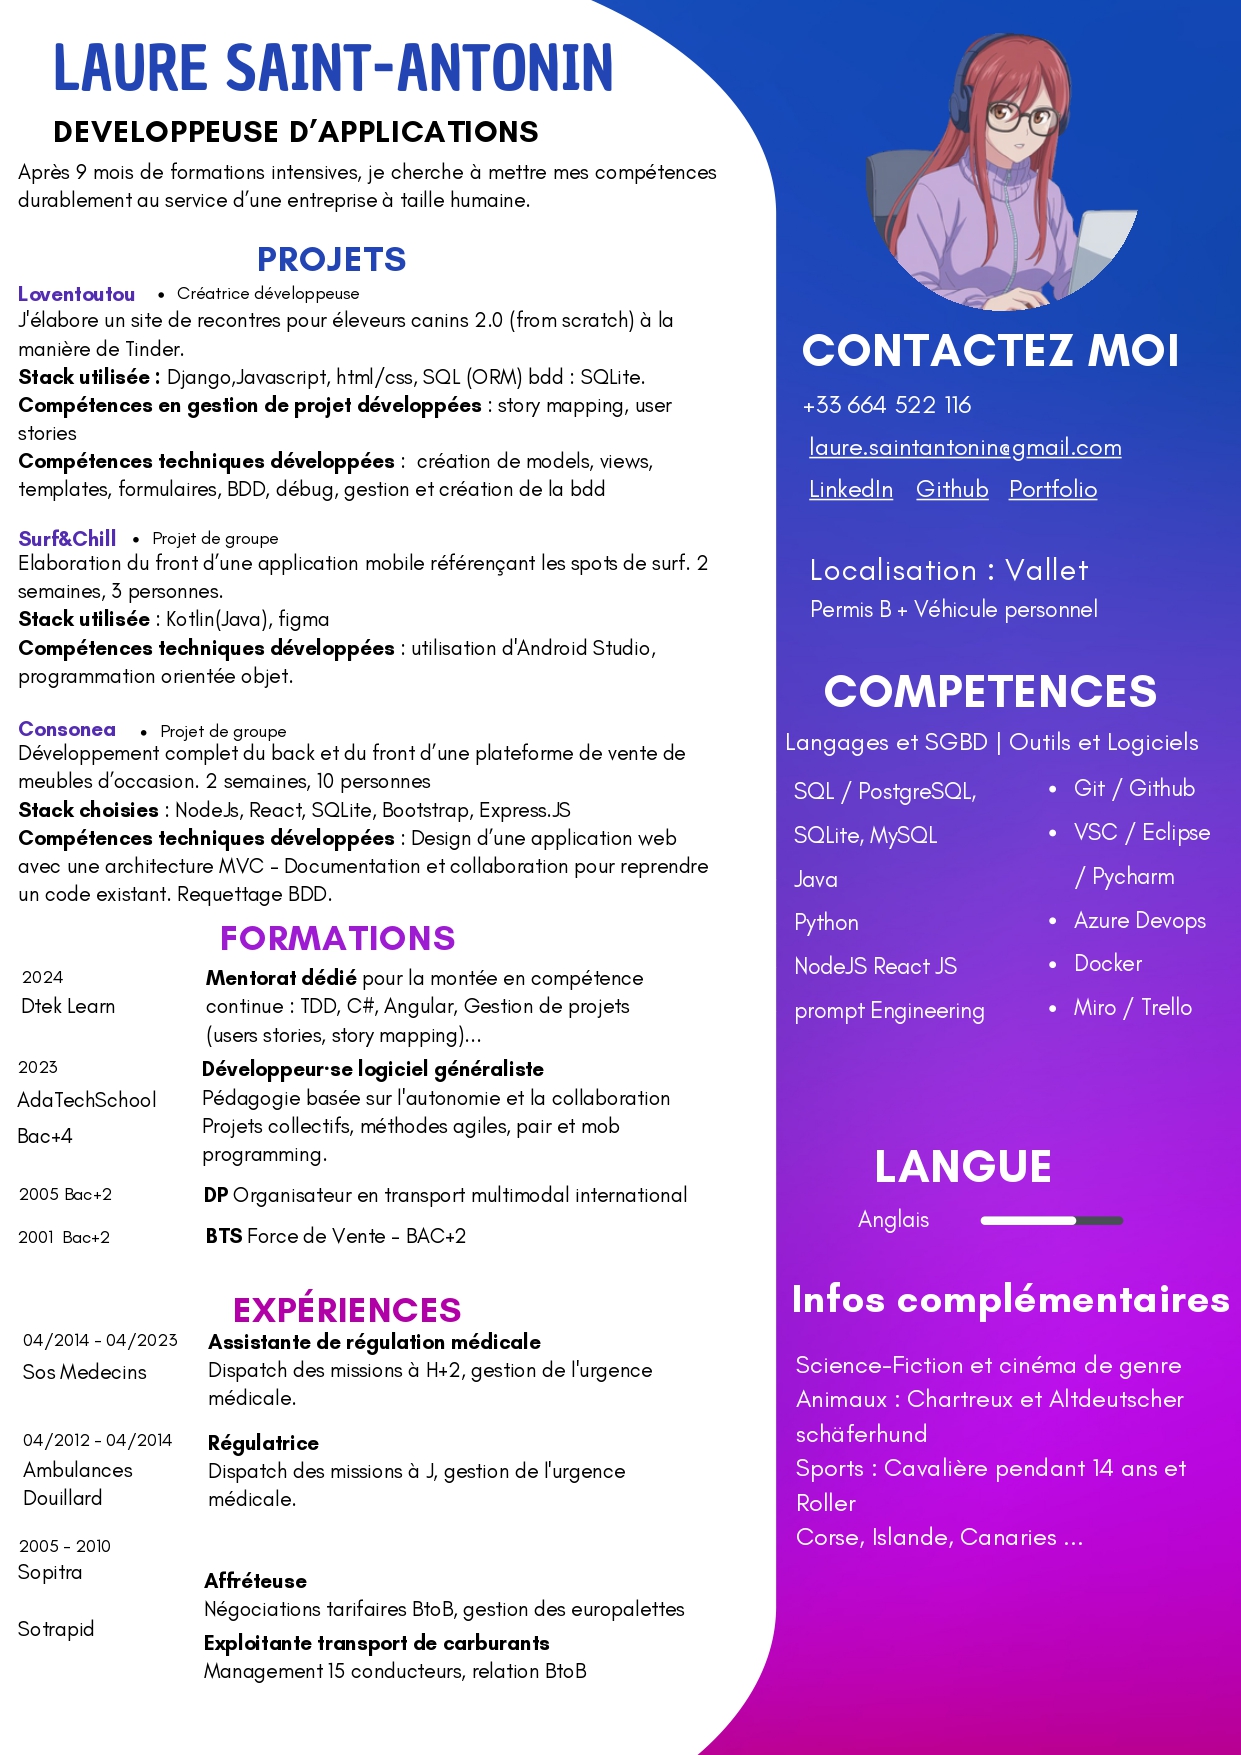 LAURE SAINT-ANTONIN
DEVELOPPEUSE D’APPLICATIONS
Après 9 mois de formations intensives, je cherche à mettre mes compétences
durablement au service d’une entreprise à taille humaine.
PROJETS
Loventoutou • Créatrice développeuse
J'élabore un site de recontres pour éleveurs canins 2.0 (from scratch) à la
manière de Tinder.
Stack utilisée : Django,Javascript, html/css, SQL (ORM) bdd : SQLite.
Compétences en gestion de projet développées : story mapping, user
stories
Compétences techniques développées : création de models, views,
templates, formulaires, BDD, débug, gestion et création de la bdd
Surf&Chill • Projet de groupe
Elaboration du front d’une application mobile référençant les spots de surf. 2
semaines, 3 personnes.
Stack utilisée : Kotlin(Java), figma
Compétences techniques développées : utilisation d'Android Studio,
programmation orientée objet.
Consonea • Projet de groupe
Développement complet du back et du front d’une plateforme de vente de
meubles d’occasion. 2 semaines, 10 personnes
Stack choisies : NodeJs, React, SQLite, Bootstrap, Express.JS
Compétences techniques développées : Design d’une application web
avec une architecture MVC - Documentation et collaboration pour reprendre
un code existant. Requettage BDD.
FORMATIONS
2024
Dtek Learn
Mentorat dédié pour la montée en compétence
continue : TDD, C#, Angular, Gestion de projets
(users stories, story mapping)...
2023
AdaTechSchool
Bac+4
Développeur·se logiciel généraliste
Pédagogie basée sur l'autonomie et la collaboration
Projets collectifs, méthodes agiles, pair et mob
programming.
2005 Bac+2
DP Organisateur en transport multimodal international
2001 Bac+2
BTS Force de Vente - BAC+2
EXPÉRIENCES
04/2014 - 04/2023
Sos Medecins
Assistante de régulation médicale
Dispatch des missions à H+2, gestion de l'urgence
médicale.
04/2012 - 04/2014
Ambulances
Douillard
Régulatrice
Dispatch des missions à J, gestion de l'urgence
médicale.
2005 - 2010
Sopitra
Affréteuse
Négociations tarifaires BtoB, gestion des europalettes
Sotrapid
Exploitante transport de carburants
Management 15 conducteurs, relation BtoB
CONTACTEZ MOI
+33 664 522 116
laure.saintantonin@gmail.com
LinkedIn Github Portfolio
Localisation : Vallet
Permis B + Véhicule personnel
COMPETENCES
Langages et SGBD | Outils et Logiciels
SQL / PostgreSQL,
SQLite, MySQL
Java
Python
NodeJS React JS
prompt Engineering
• Git / Github
• VSC / Eclipse
/ Pycharm
• Azure Devops
• Docker
• Miro / Trello
LANGUE
Anglais
Infos complémentaires
Science-Fiction et cinéma de genre
Animaux : Chartreux et Altdeutscher
schäferhund
Sports : Cavalière pendant 14 ans et
Roller
Corse, Islande, Canaries ...